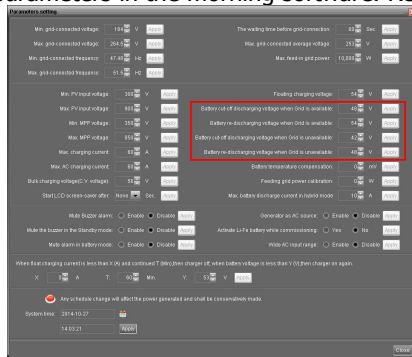 Parameters setting
Min. grid-connected voltage: 184 V Apply
The waiting time before grid-connection: 60 Sec. Apply
Max. grid-connected voltage: 264.5 V Apply
Max. grid-connected average voltage: 253 V Apply
Min. grid-connected frequency: 47.48 Hz Apply
Max. feed-in grid power: 10,000 W Apply
Max. grid-connected frequency: 51.5 Hz Apply
Min. PV input voltage: 300 V Apply
Floating charging voltage: 54 V Apply
Max. PV input voltage: 900 V Apply
Battery cut-off discharging voltage when Grid is available: 48 V Apply
Min. MPP voltage: 350 V Apply
Battery re-discharging voltage when Grid is available: 54 V Apply
Max. MPP voltage: 850 V Apply
Battery cut-off discharging voltage when Grid is unavailable: 42 V Apply
Max. charging current: 60 A Apply
Battery re-discharging voltage when Grid is unavailable: 48 V Apply
Max. AC charging current: 60 A Apply
Battery temperature compensation: 0 mV Apply
Bulk charging voltage(C.V. voltage): 56 V Apply
Feeding grid power calibration: 0 W Apply
Start LCD screen-saver after: None Sec. Apply
Max. battery discharge current in hybrid mode: 10 A Apply
Mute Buzzer alarm: Enable Disable Apply
Generator as AC source: Enable Disable Apply
Mute the buzzer in the Standby mode: Enable Disable Apply
Activate Li-Fe battery while commissioning: Yes No Apply
Mute alarm in battery mode: Enable Disable Apply
Wide AC input range: Enable Disable Apply
When float charging current is less than X (A) and continued T (Min),then charger off, when battery voltage is less than Y (V),then charger on again.
X: A T: 60 Min. Y: 53 V Apply
Any schedule change will affect the power generated and shall be conservatively made.
System time: 2014-10-27
14:03:21 Apply
Close